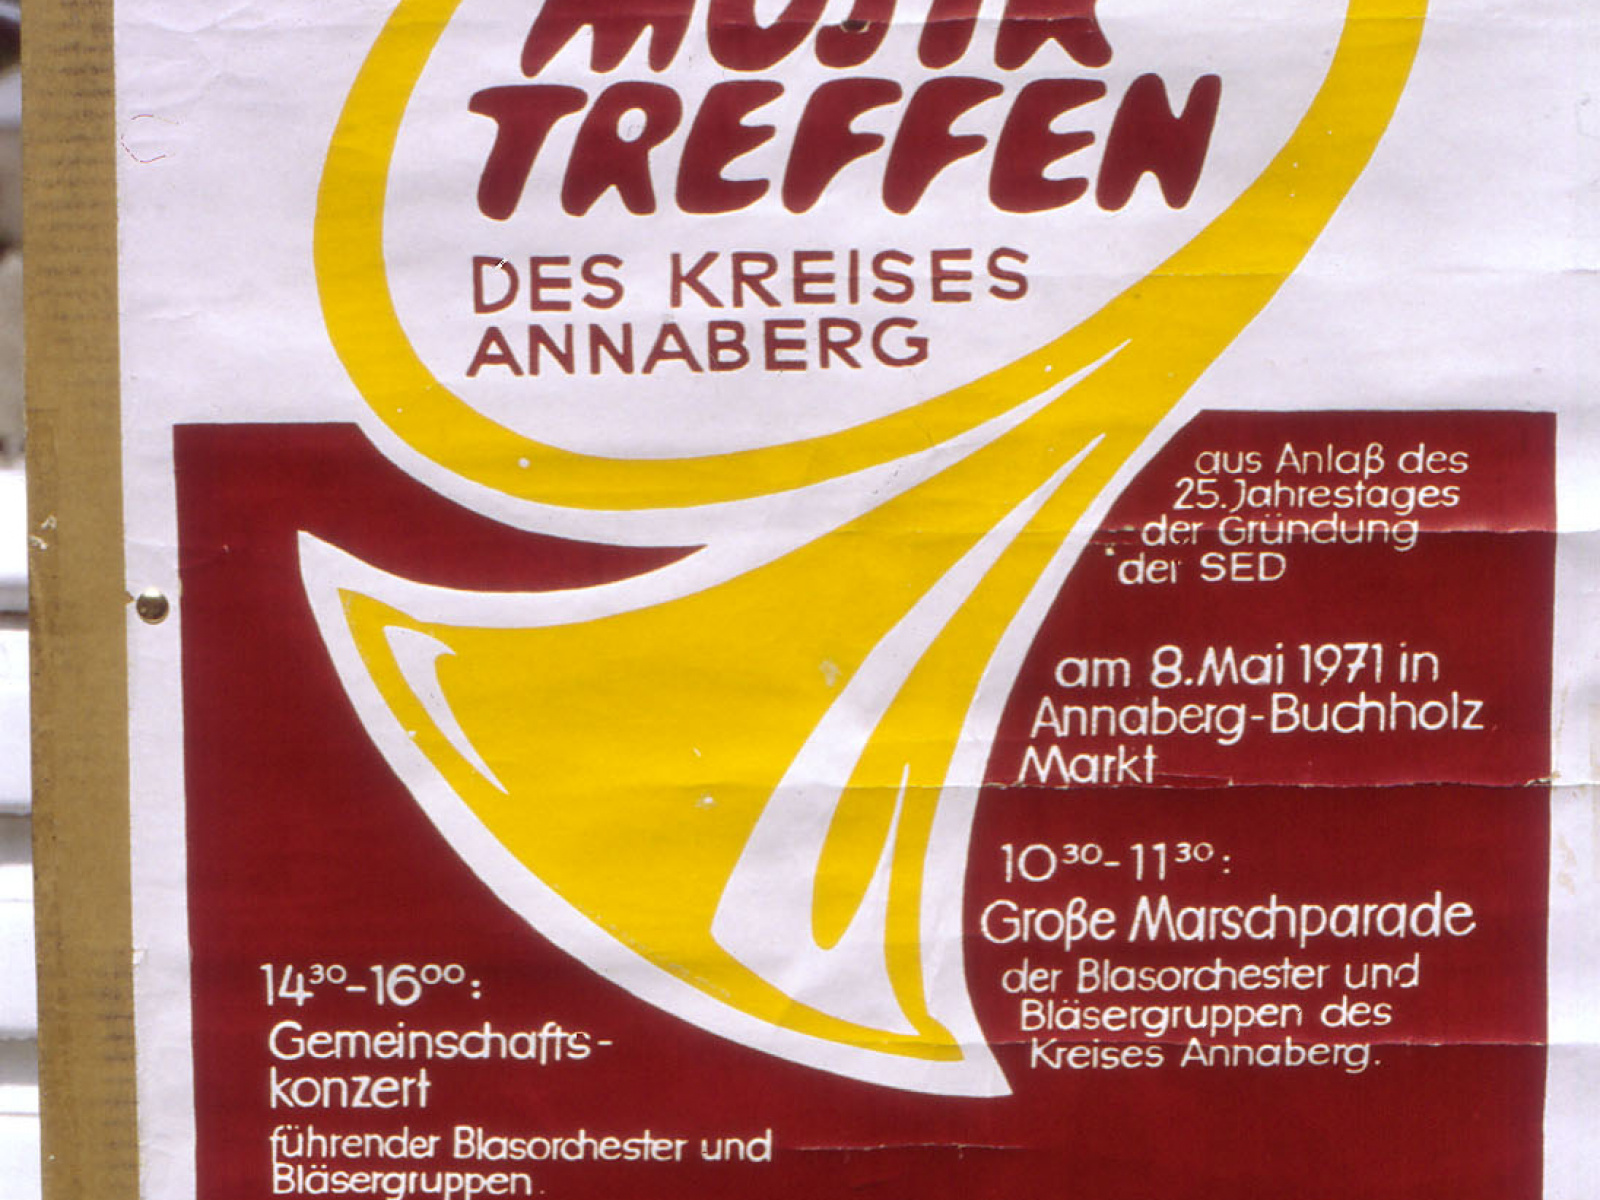 MUSIK
TREFFEN
DES KREISES
ANNABERG
aus Anlaß des
25. Jahrestages
der Gründung
der SED
am 8. Mai 1971 in
Annaberg-Buchholz
Markt
10³⁰-11³⁰:
Große Marschparade
der Blasorchester und
Bläsergruppen des
Kreises Annaberg.
14³⁰-16⁰⁰:
Gemeinschafts-
konzert
führender Blasorchester und
Bläsergruppen.